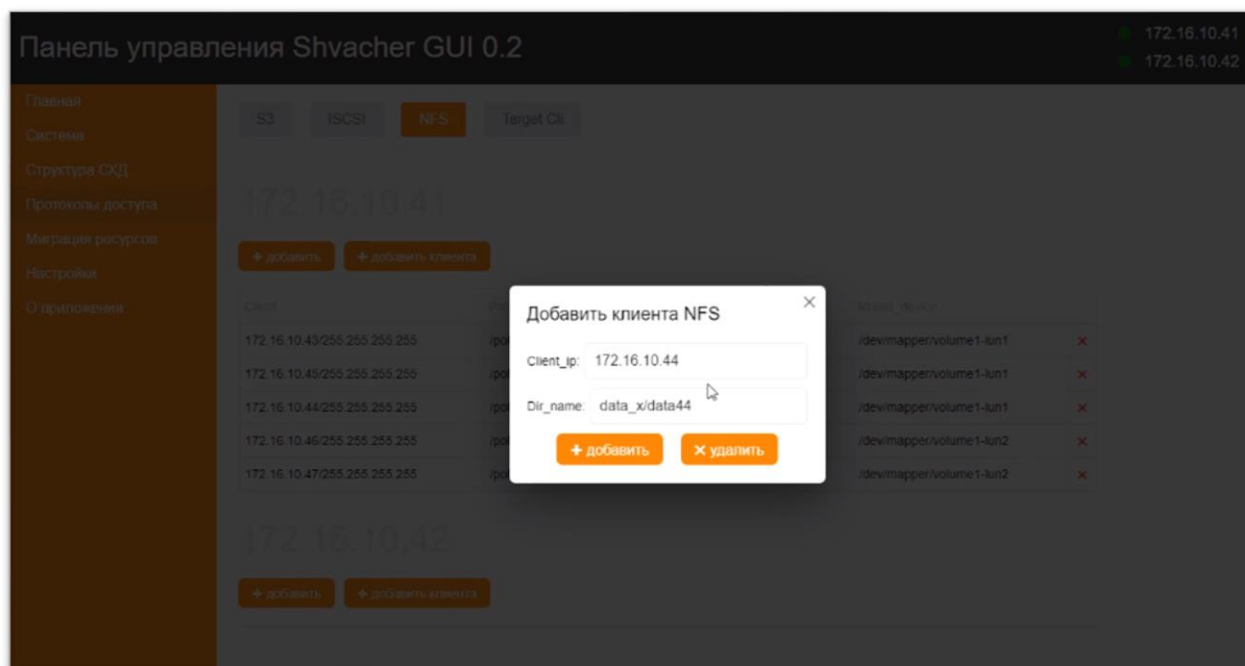 Панель управления Shvacher GUI 0.2
172.16.10.41
172.16.10.42
Главная
Система
Структура СХД
Протоколы доступа
Миграция ресурсов
Настройки
О приложении
S3 ISCSI NFS Target Cli
172.16.10.41
+ добавить + добавить клиента
Client
172.16.10.43/255.255.255.255 /dev/mapper/volume1-lun1 ×
172.16.10.45/255.255.255.255 /dev/mapper/volume1-lun1 ×
172.16.10.44/255.255.255.255 /dev/mapper/volume1-lun1 ×
172.16.10.46/255.255.255.255 /dev/mapper/volume1-lun2 ×
172.16.10.47/255.255.255.255 /dev/mapper/volume1-lun2 ×
Добавить клиента NFS ×
Client_ip: 172.16.10.44
Dir_name: data_x/data44
+ добавить × удалить
172.16.10.42
+ добавить + добавить клиента